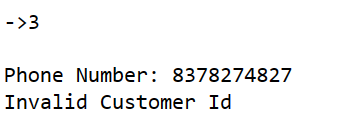 ->3
Phone Number: 8378274827
Invalid Customer Id